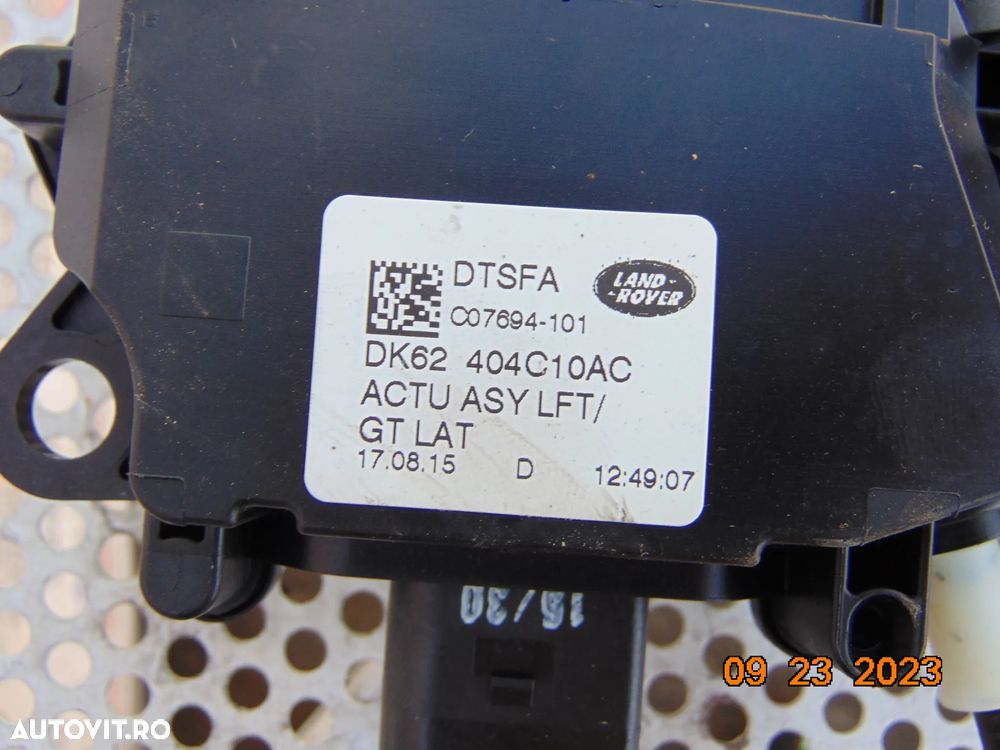 DTSFA
LAND-
-ROVER
C07694-101
DK62 404C10AC
ACTU ASY LFT/
GT LAT
17.08.15 D 12:49:07
15/30
09 23 2023
AUTOVIT.RO